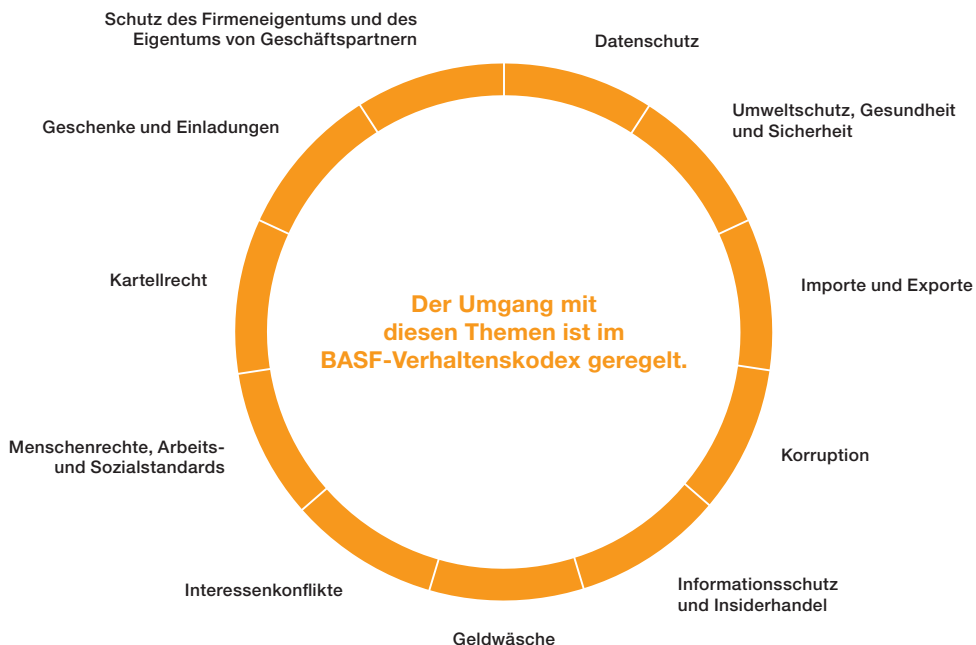 Schutz des Firmeneigentums und des
Eigentums von Geschäftspartnern
Datenschutz
Umweltschutz, Gesundheit
und Sicherheit
Geschenke und Einladungen
Importe und Exporte
Kartellrecht
Der Umgang mit
diesen Themen ist im
BASF-Verhaltenskodex geregelt.
Menschenrechte, Arbeits-
und Sozialstandards
Korruption
Interessenkonflikte
Informationsschutz
und Insiderhandel
Geldwäsche